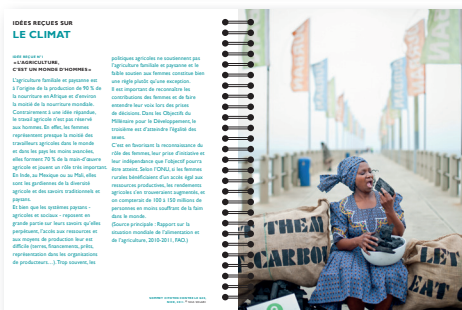 IDÉES REÇUES SUR
LE CLIMAT
IDÉE REÇUE N°1
« L'AGRICULTURE,
C'EST UN MONDE D'HOMMES »
L'agriculture familiale et paysanne est
à l'origine de la production de 90 % de
la nourriture en Afrique et d'environ
la moitié de la nourriture mondiale.
Contrairement à une idée répandue,
le travail agricole n'est pas réservé
aux hommes. En effet, les femmes
représentent presque la moitié des
travailleurs agricoles dans le monde
et dans les pays les moins avancés,
elles forment 70 % de la main-d'œuvre
agricole et jouent un rôle très important.
En Inde, au Mexique ou au Mali, elles
sont les gardiennes de la diversité
agricole et des savoirs traditionnels et
paysans.
Et bien que les systèmes paysans -
agricoles et sociaux - reposent en
grande partie sur leurs savoirs qu'elles
perpétuent, l'accès aux ressources et
aux moyens de production leur est
difficile (terres, financements, prêts,
représentation dans les organisations
de producteurs…). Trop souvent, les
politiques agricoles ne soutiennent pas
l'agriculture familiale et paysanne et le
faible soutien aux femmes constitue bien
une règle plutôt qu'une exception.
Il est important de reconnaître les
contributions des femmes et de faire
entendre leur voix lors des prises
de décisions. Dans les Objectifs du
Millénaire pour le Développement, le
troisième est d'atteindre l'égalité des
sexes.
C'est en favorisant la reconnaissance du
rôle des femmes, leur prise d'initiative et
leur indépendance que l'objectif pourra
être atteint. Selon l'ONU, si les femmes
rurales bénéficiaient d'un accès égal aux
ressources productives, les rendements
agricoles s'en trouveraient augmentés, et
on compterait de 100 à 150 millions de
personnes en moins souffrant de la faim
dans le monde.
(Source principale : Rapport sur la
situation mondiale de l'alimentation et
de l'agriculture, 2010-2011, FAO.)
THEM
CARBO
LET
EAT